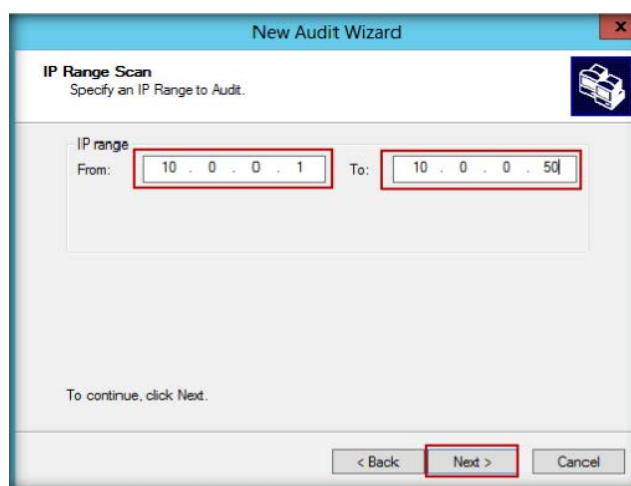 New Audit Wizard
x
IP Range Scan
Specify an IP Range to Audit.
IP range
From: 10 . 0 . 0 . 1 To: 10 . 0 . 0 . 50
To continue, click Next.
< Back Next > Cancel